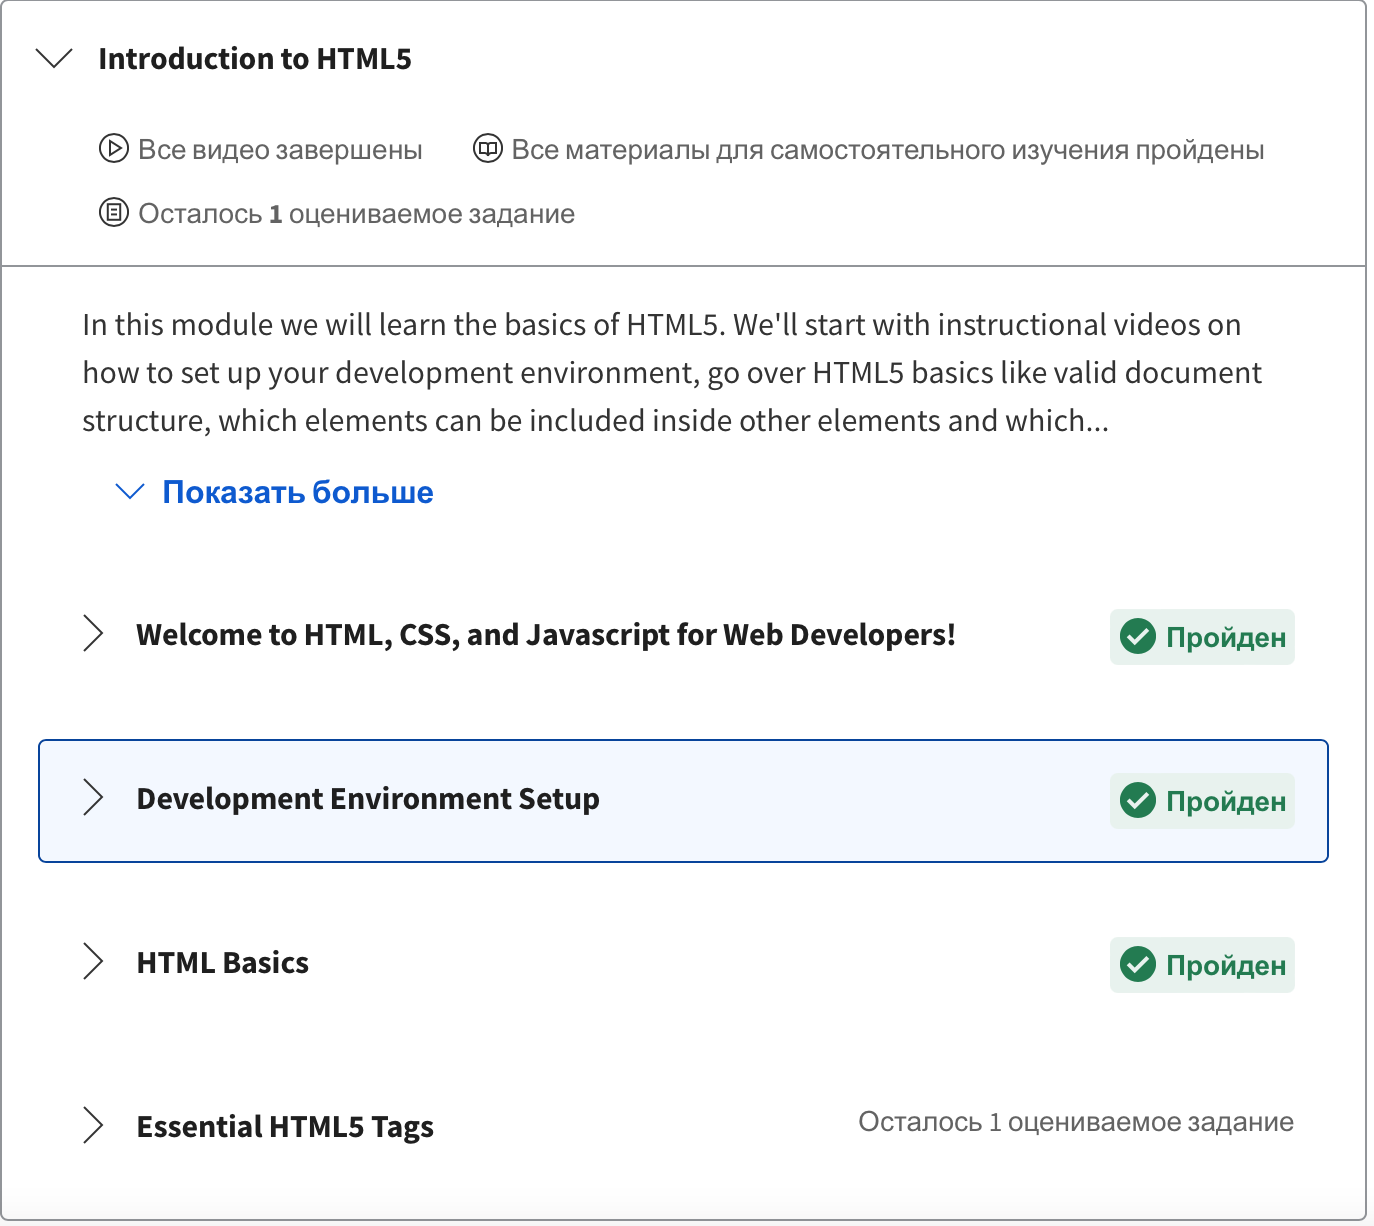 Introduction to HTML5
Все видео завершены
Все материалы для самостоятельного изучения пройдены
Осталось 1 оцениваемое задание
In this module we will learn the basics of HTML5. We'll start with instructional videos on
how to set up your development environment, go over HTML5 basics like valid document
structure, which elements can be included inside other elements and which...
Показать больше
Welcome to HTML, CSS, and Javascript for Web Developers!
Пройден
Development Environment Setup
Пройден
HTML Basics
Пройден
Essential HTML5 Tags
Осталось 1 оцениваемое задание